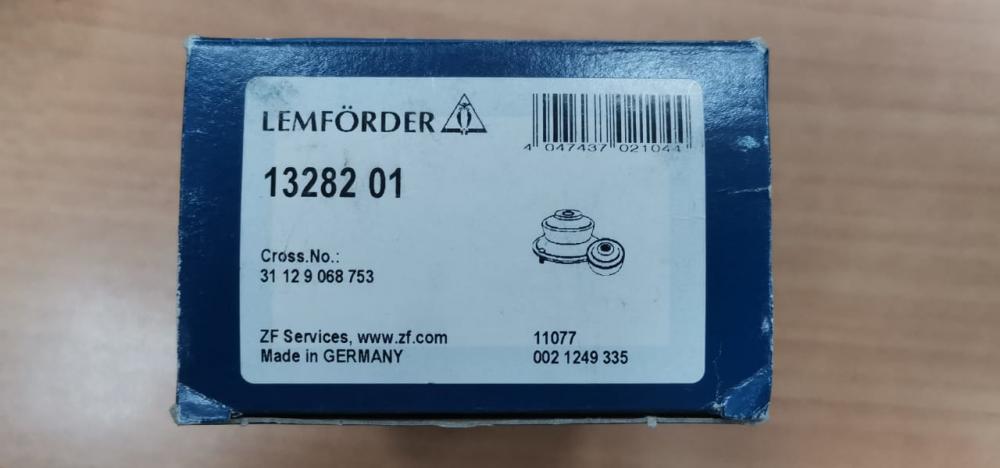 LEMFÖRDER
4 047437 021044
13282 01
Cross.No.:
31 12 9 068 753
ZF Services, www.zf.com
Made in GERMANY
11077
002 1249 335